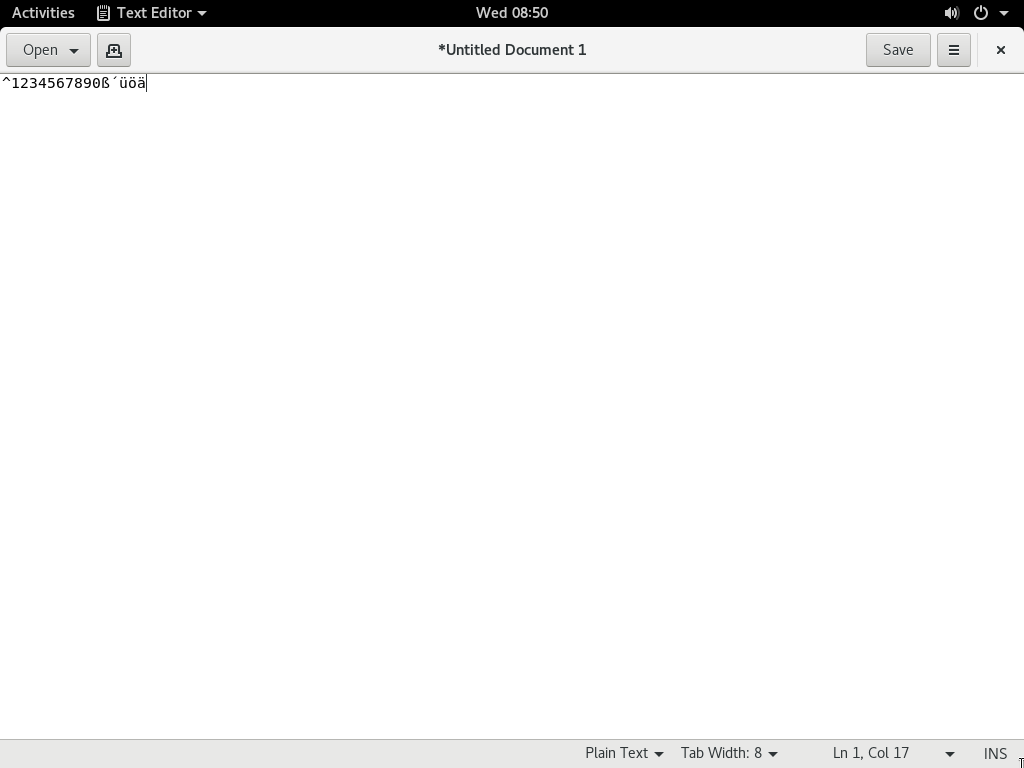 Activities Text Editor Wed 08:50
Open *Untitled Document 1 Save
^1234567890ß´üöä
Plain Text Tab Width: 8 Ln 1, Col 17 INS